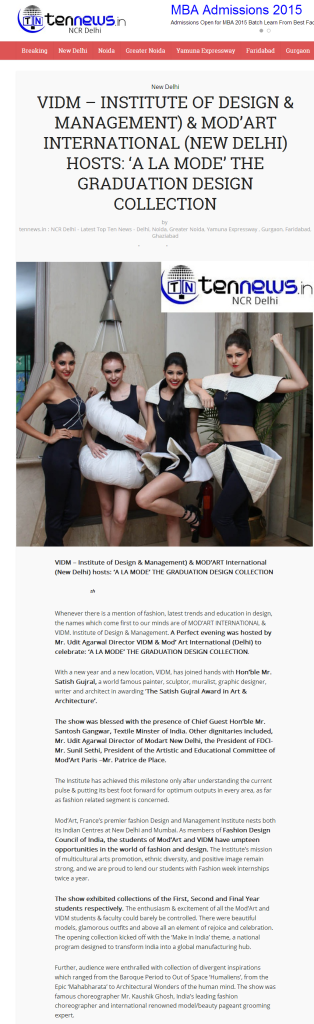 TN tennews.in
NCR Delhi
MBA Admissions 2015
Admissions Open for MBA 2015 Batch Learn From Best Fac
Breaking New Delhi Noida Greater Noida Yamuna Expressway Faridabad Gurgaon
New Delhi
VIDM – INSTITUTE OF DESIGN &
MANAGEMENT) & MOD'ART
INTERNATIONAL (NEW DELHI)
HOSTS: 'A LA MODE' THE
GRADUATION DESIGN
COLLECTION
by
tennews.in : NCR Delhi - Latest Top Ten News - Delhi, Noida, Greater Noida, Yamuna Expressway , Gurgaon, Faridabad,
Ghaziabad
TN tennews.in
NCR Delhi
VIDM – Institute of Design & Management) & MOD'ART International
(New Delhi) hosts: 'A LA MODE' THE GRADUATION DESIGN COLLECTION
sh
Whenever there is a mention of fashion, latest trends and education in design,
the names which come first to our minds are of MOD'ART INTERNATIONAL &
VIDM, Institute of Design & Management. A Perfect evening was hosted by
Mr. Udit Agarwal Director VIDM & Mod' Art International (Delhi) to
celebrate: 'A LA MODE' THE GRADUATION DESIGN COLLECTION.
With a new year and a new location, VIDM, has joined hands with Hon'ble Mr.
Satish Gujral, a world famous painter, sculptor, muralist, graphic designer,
writer and architect in awarding 'The Satish Gujral Award in Art &
Architecture'.
The show was blessed with the presence of Chief Guest Hon'ble Mr.
Santosh Gangwar, Textile Minster of India. Other dignitaries included,
Mr. Udit Agarwal Director of Modart New Delhi, the President of FDCI-
Mr. Sunil Sethi, President of the Artistic and Educational Committee of
Mod'Art Paris –Mr. Patrice de Place.
The Institute has achieved this milestone only after understanding the current
pulse & putting its best foot forward for optimum outputs in every area, as far
as fashion related segment is concerned.
Mod'Art, France's premier fashion Design and Management Institute nests both
its Indian Centres at New Delhi and Mumbai. As members of Fashion Design
Council of India, the students of Mod'Art and VIDM have umpteen
opportunities in the world of fashion and design. The Institute's mission
of multicultural arts promotion, ethnic diversity, and positive image remain
strong, and we are proud to lend our students with Fashion week internships
twice a year.
The show exhibited collections of the First, Second and Final Year
students respectively. The enthusiasm & excitement of all the Mod'Art and
VIDM students & faculty could barely be controlled. There were beautiful
models, glamorous outfits and above all an element of rejoice and celebration.
The opening collection kicked off with the 'Make in India' theme, a national
program designed to transform India into a global manufacturing hub.
Further, audience were enthralled with collection of divergent inspirations
which ranged from the Baroque Period to Out of Space 'Humaliens', from the
Epic 'Mahabharata' to Architectural Wonders of the human mind. The show was
famous choreographer Mr. Kaushik Ghosh, India's leading fashion
choreographer and international renowned model/beauty pageant grooming
expert.